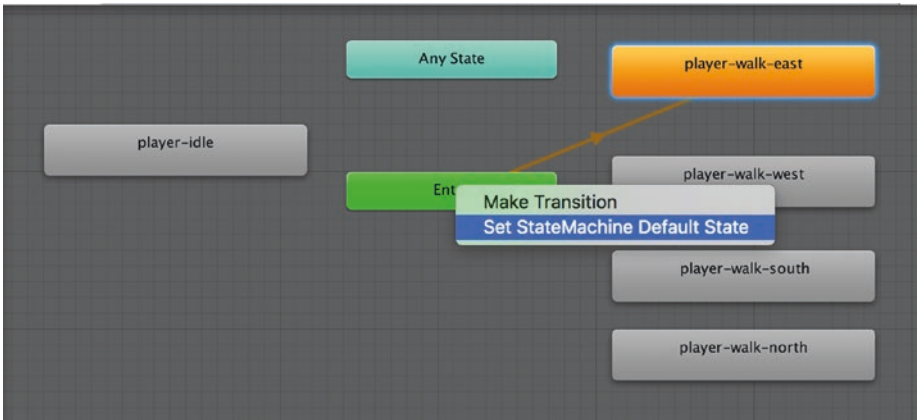 Any State
player-walk-east
player-idle
player-walk-west
Ent
Make Transition
Set StateMachine Default State
player-walk-south
player-walk-north